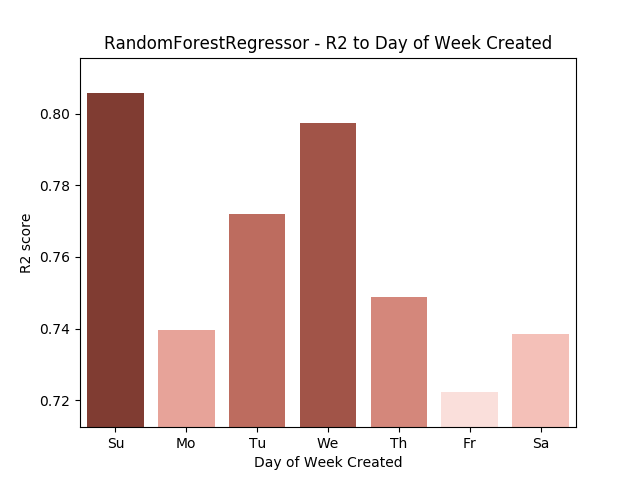 RandomForestRegressor - R2 to Day of Week Created
0.80
0.78
0.76
0.74
0.72
R2 score
Su Mo Tu We Th Fr Sa
Day of Week Created